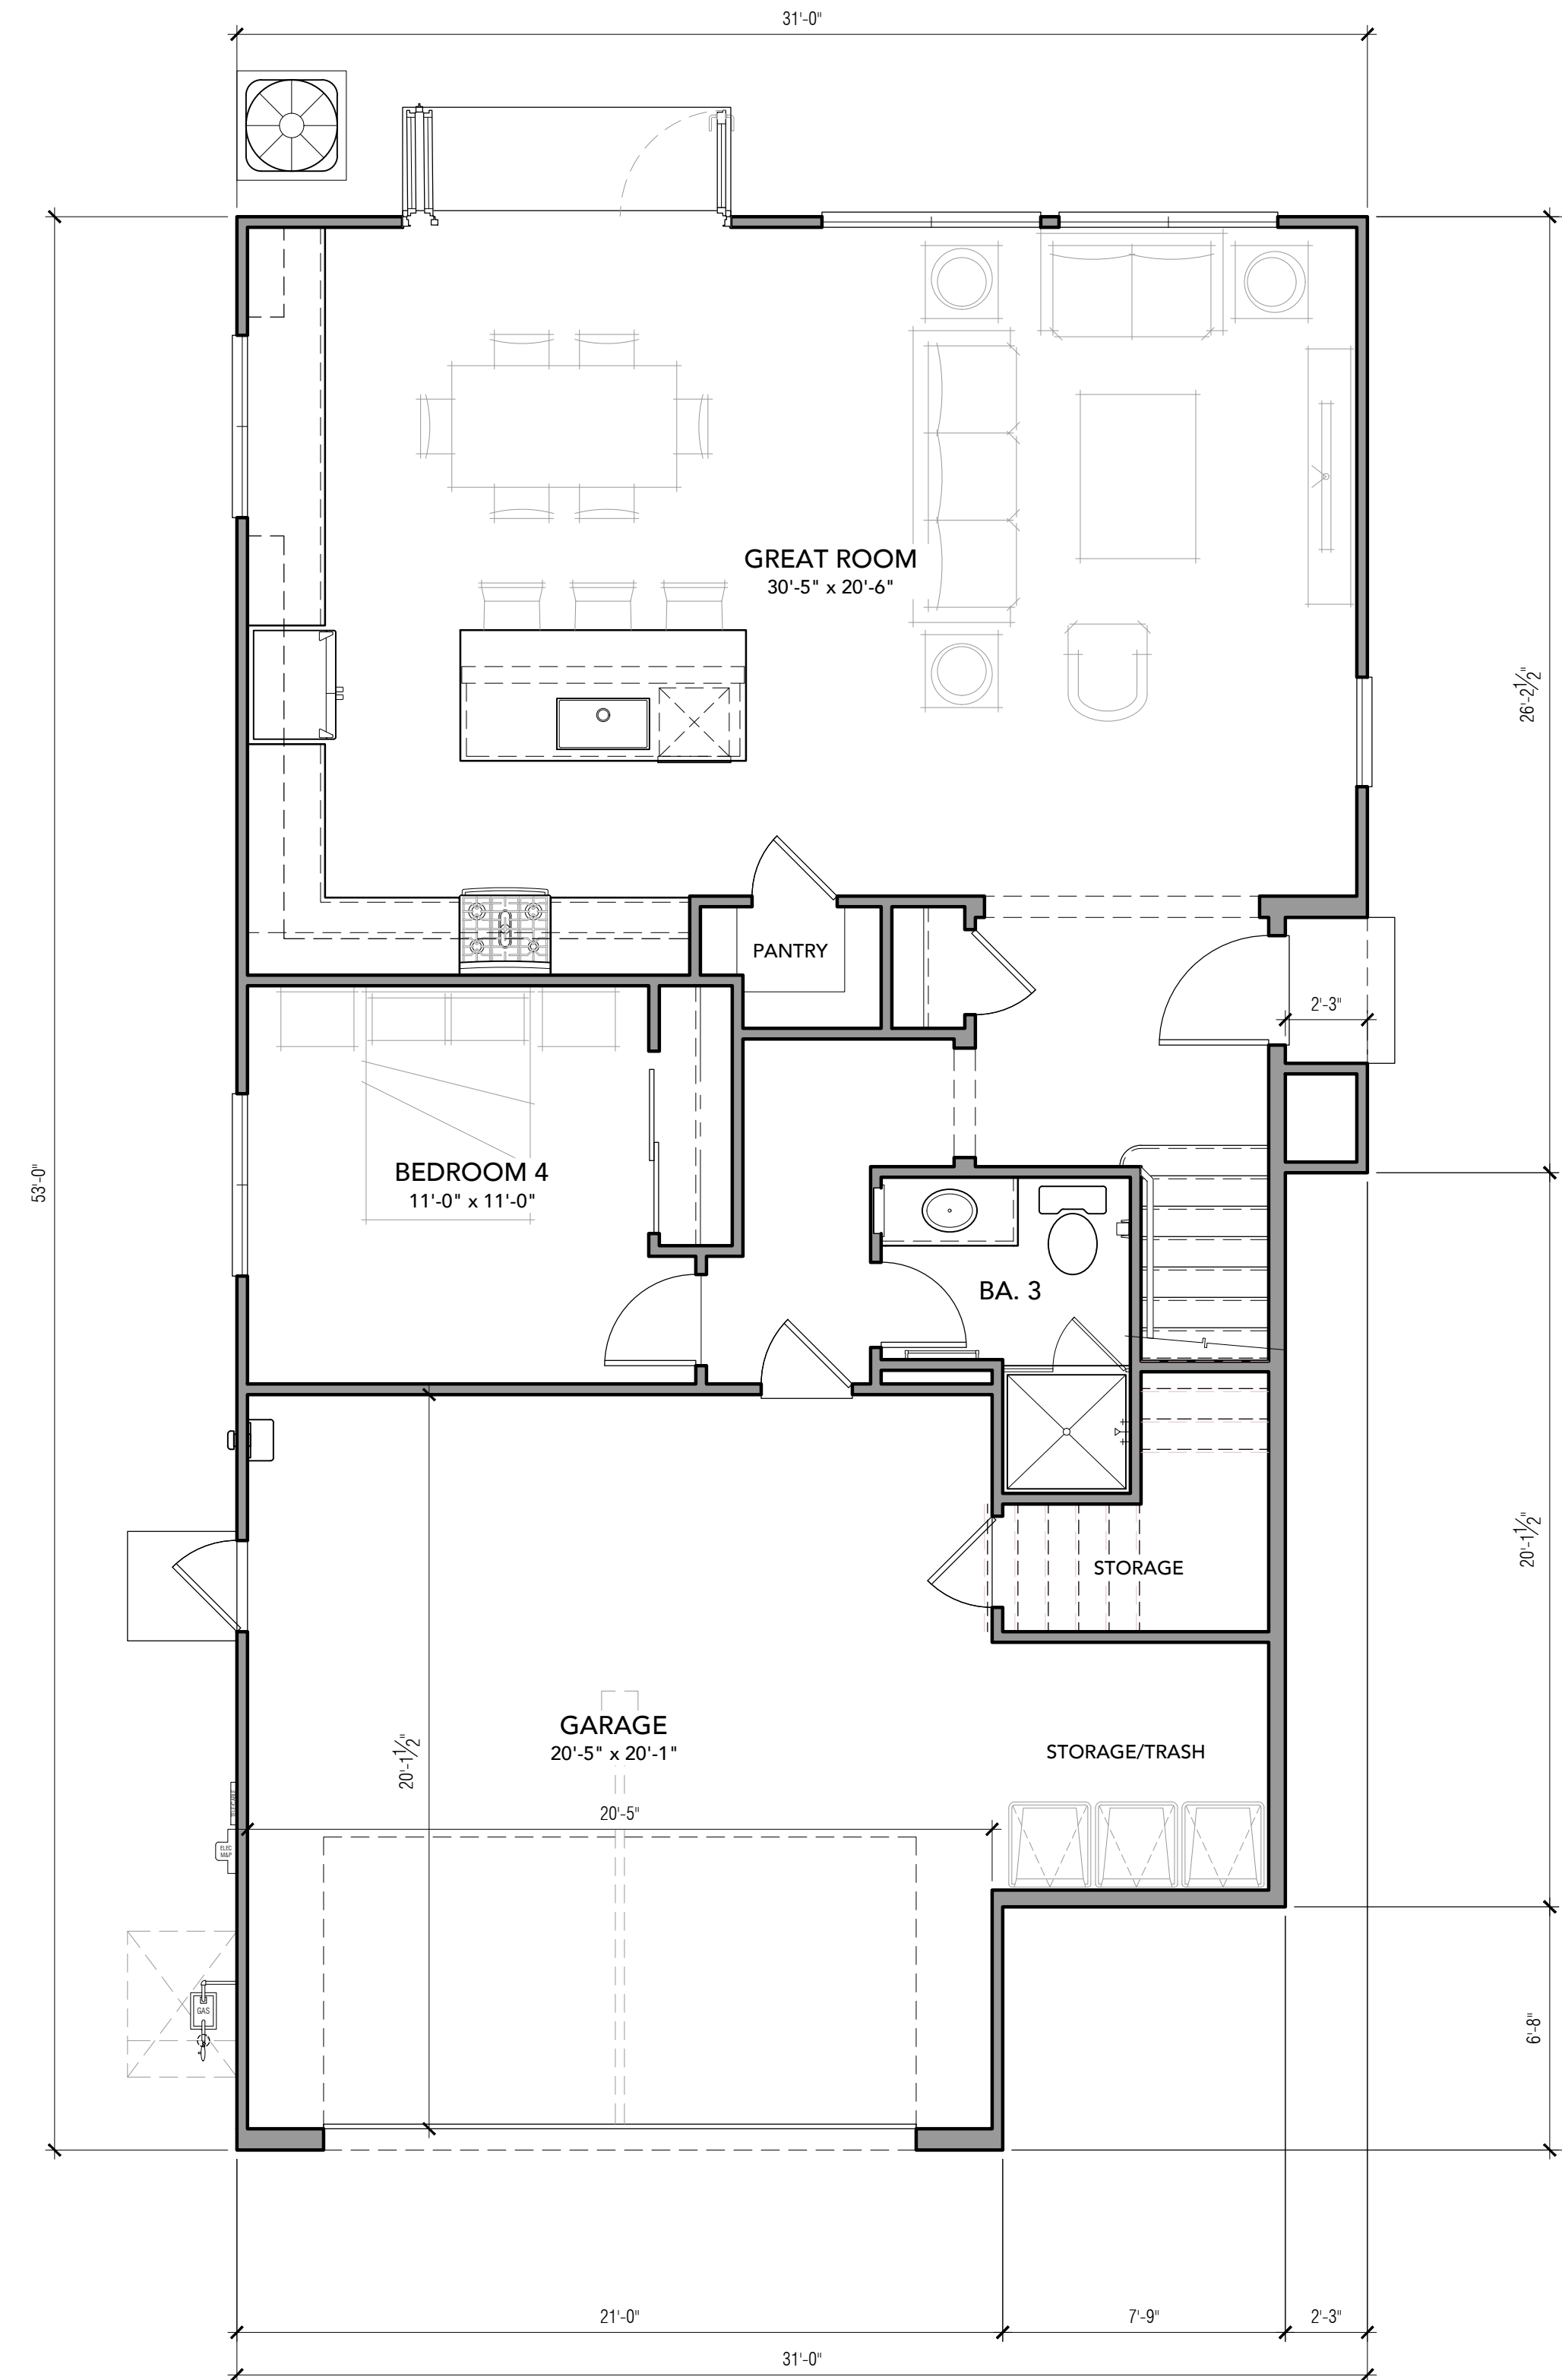 31'-0"
GREAT ROOM
30'-5" x 20'-6"
26'-2½"
PANTRY
2'-3"
53'-0"
BEDROOM 4
11'-0" x 11'-0"
BA. 3
20'-1½"
STORAGE
GARAGE
20'-5" x 20'-1"
20'-1½"
STORAGE/TRASH
20'-5"
ELEC
M&P
GAS
6'-8"
21'-0"
7'-9"
2'-3"
31'-0"